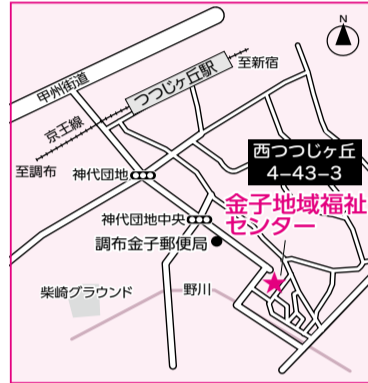 N
甲州街道
つつじヶ丘駅
至新宿
京王線
至調布
神代団地
西つつじヶ丘
4-43-3
金子地域福祉
センター
神代団地中央
調布金子郵便局
柴崎グラウンド
野川